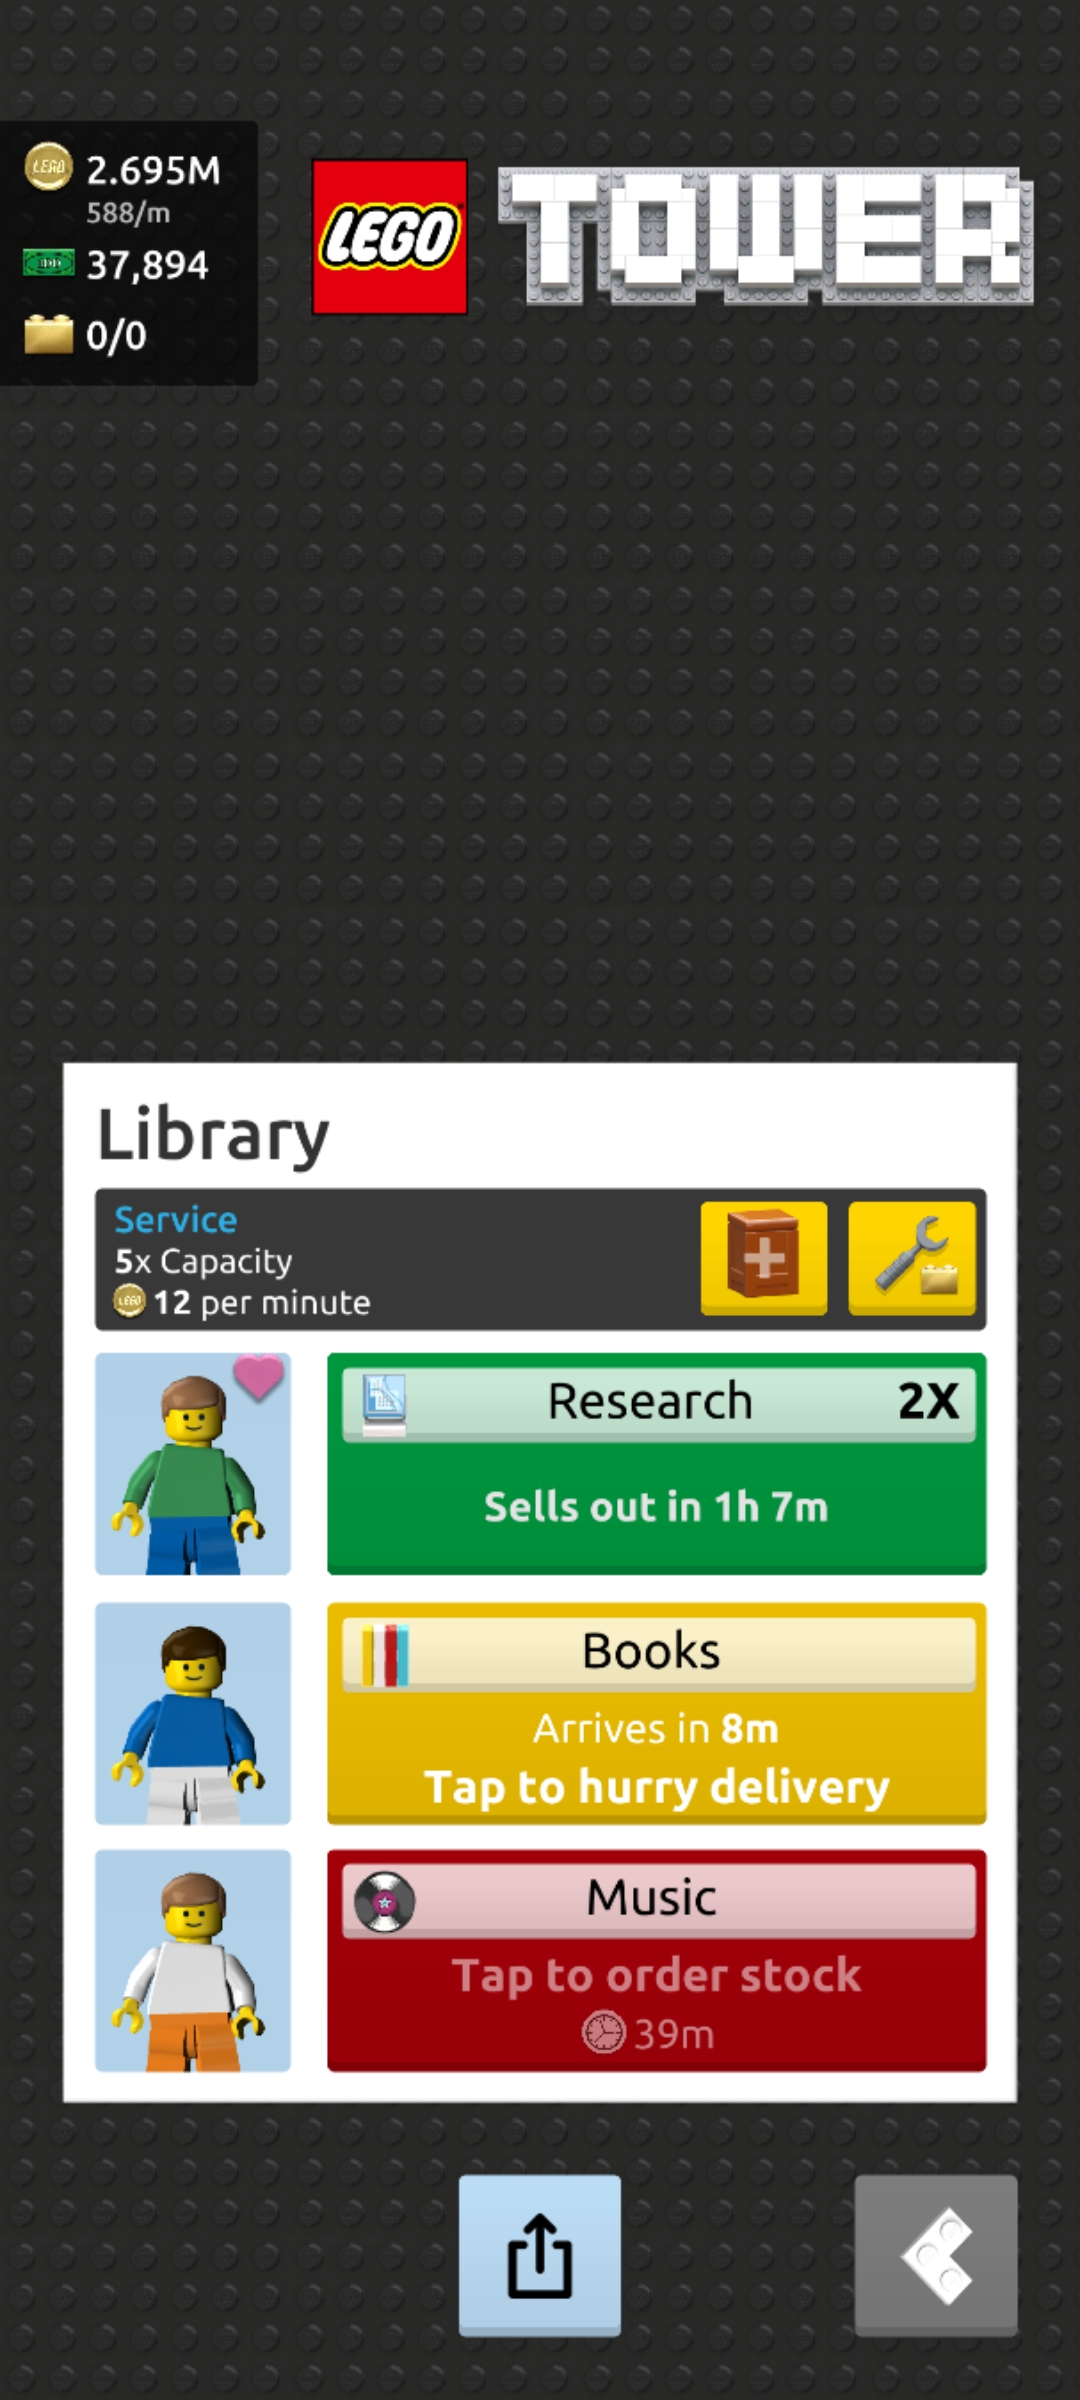 2.695M
588/m
37,894
0/0
LEGO TOWER
Library
Service
5x Capacity
12 per minute
Research 2X
Sells out in 1h 7m
Books
Arrives in 8m
Tap to hurry delivery
Music
Tap to order stock
39m